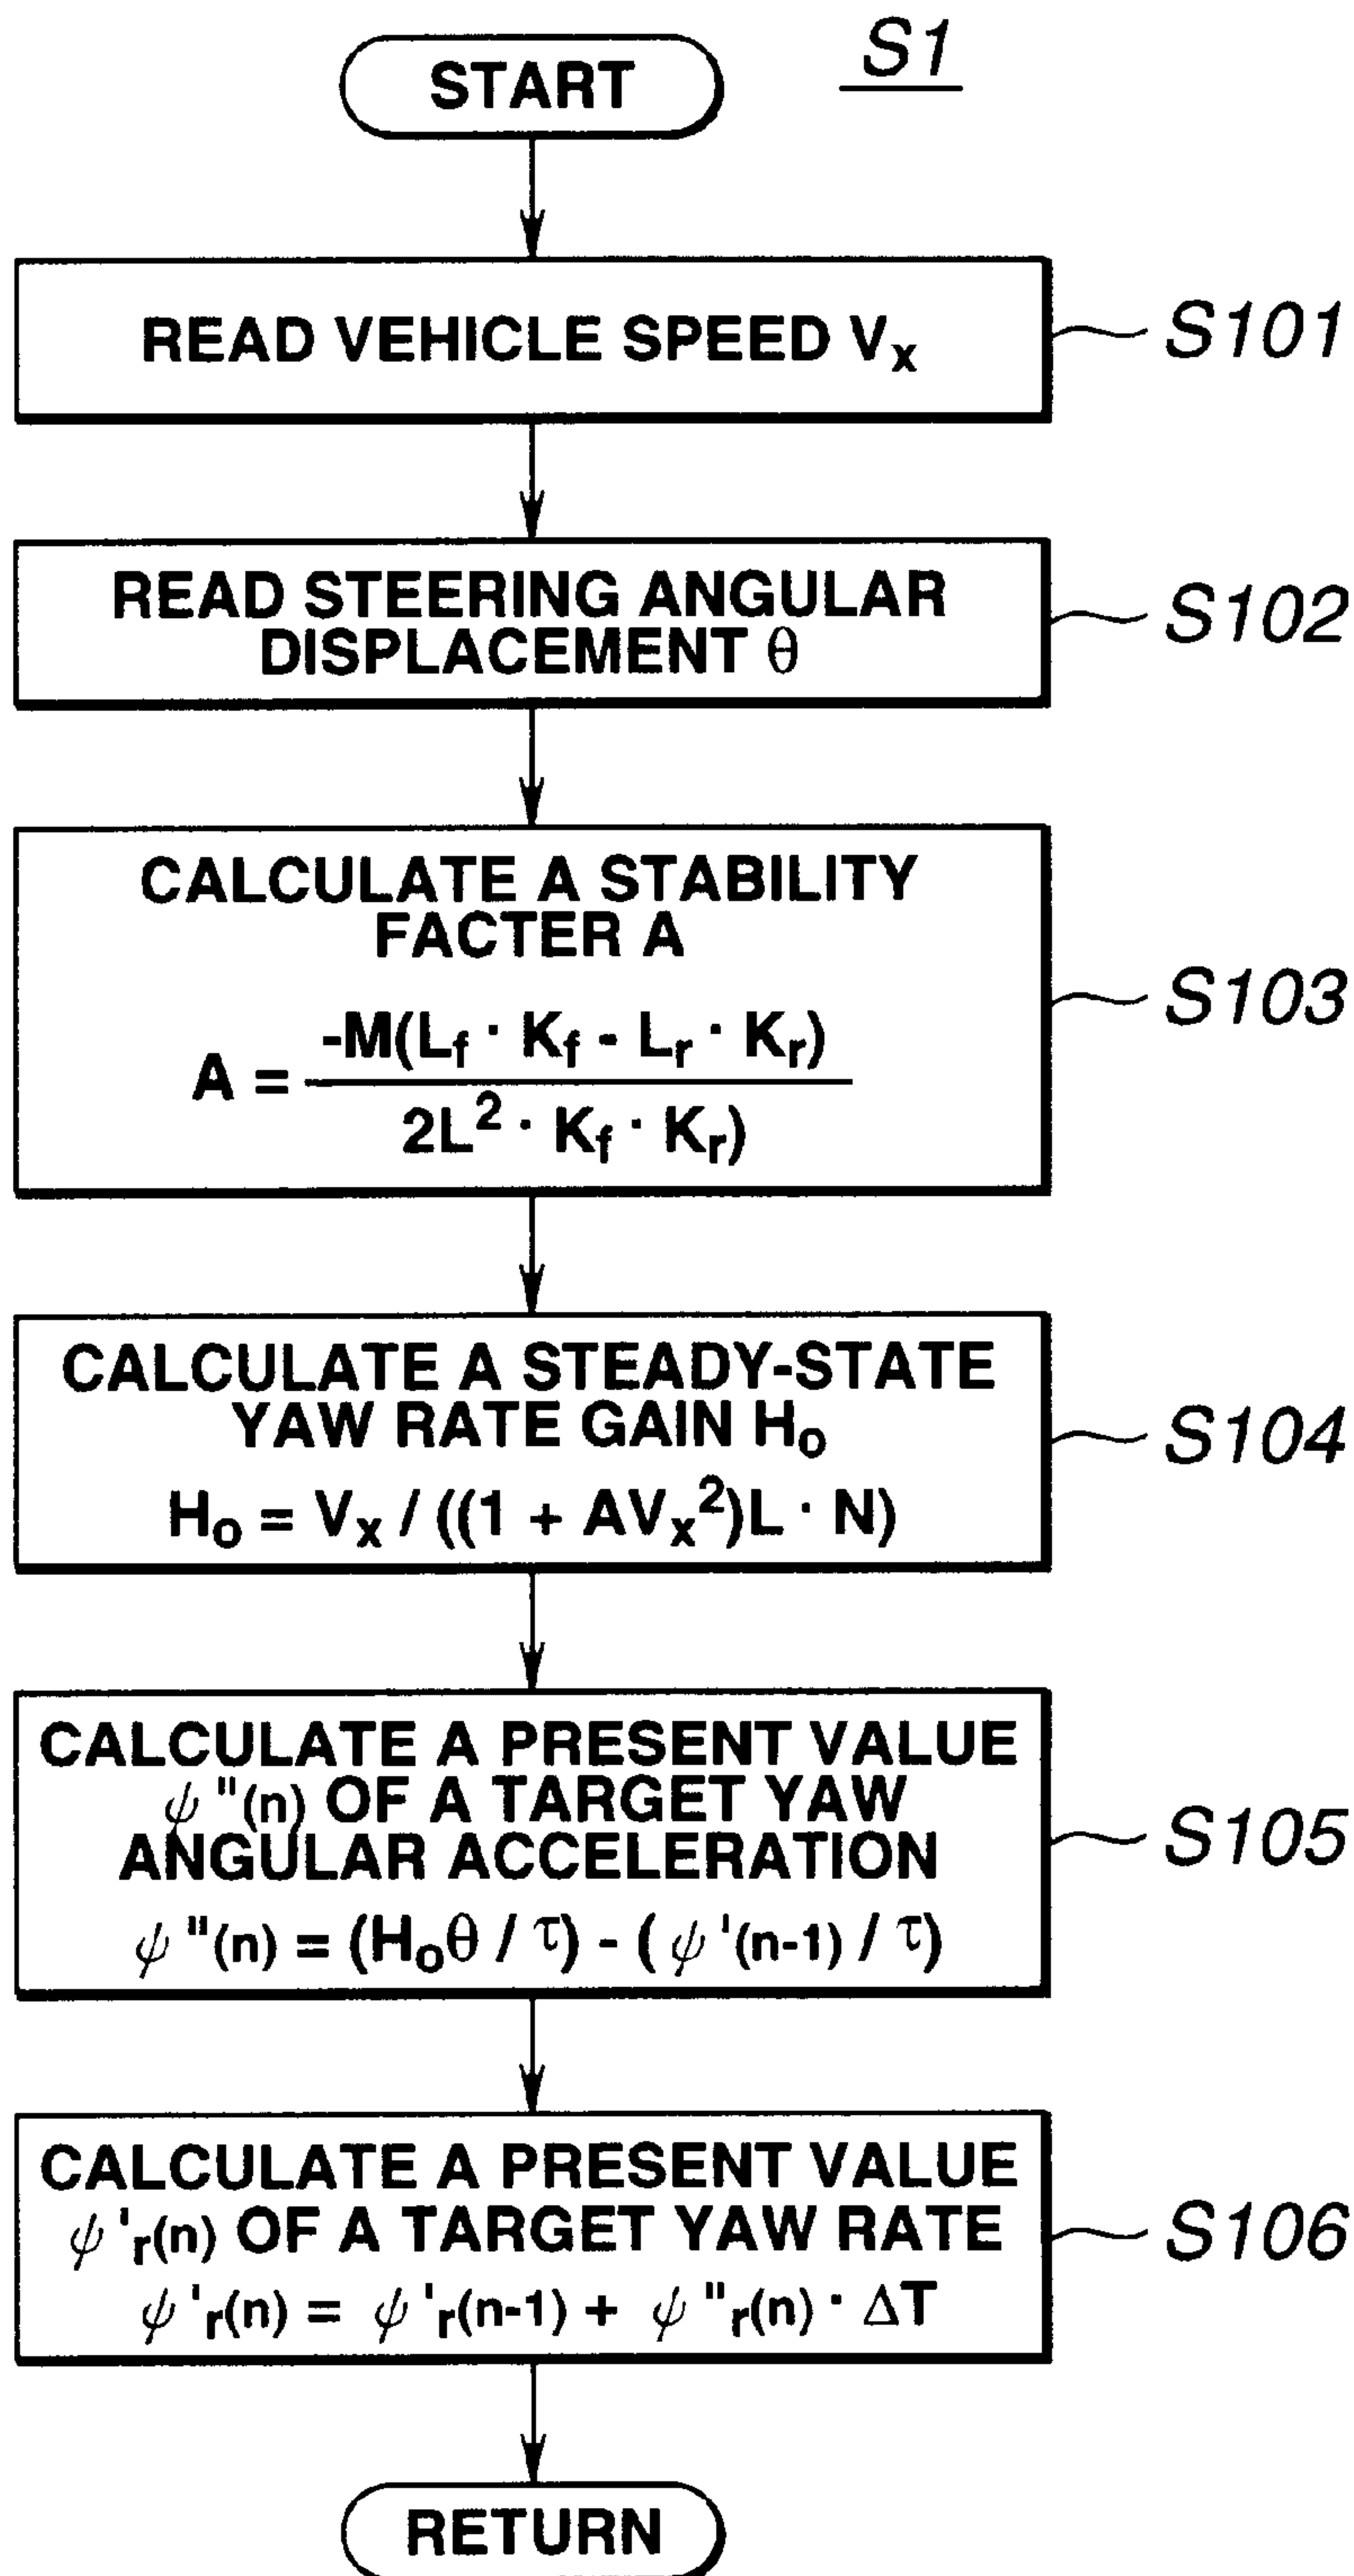 S1
START
READ VEHICLE SPEED Vx
S101
READ STEERING ANGULAR
DISPLACEMENT θ
S102
CALCULATE A STABILITY
FACTER A
A = -M(Lf · Kf - Lr · Kr) / 2L² · Kf · Kr)
S103
CALCULATE A STEADY-STATE
YAW RATE GAIN Ho
Ho = Vx / ((1 + AVx²)L · N)
S104
CALCULATE A PRESENT VALUE
ψ"(n) OF A TARGET YAW
ANGULAR ACCELERATION
ψ"(n) = (Hoθ / τ) - ( ψ'(n-1) / τ)
S105
CALCULATE A PRESENT VALUE
ψ'r(n) OF A TARGET YAW RATE
ψ'r(n) = ψ'r(n-1) + ψ"r(n) · ΔT
S106
RETURN